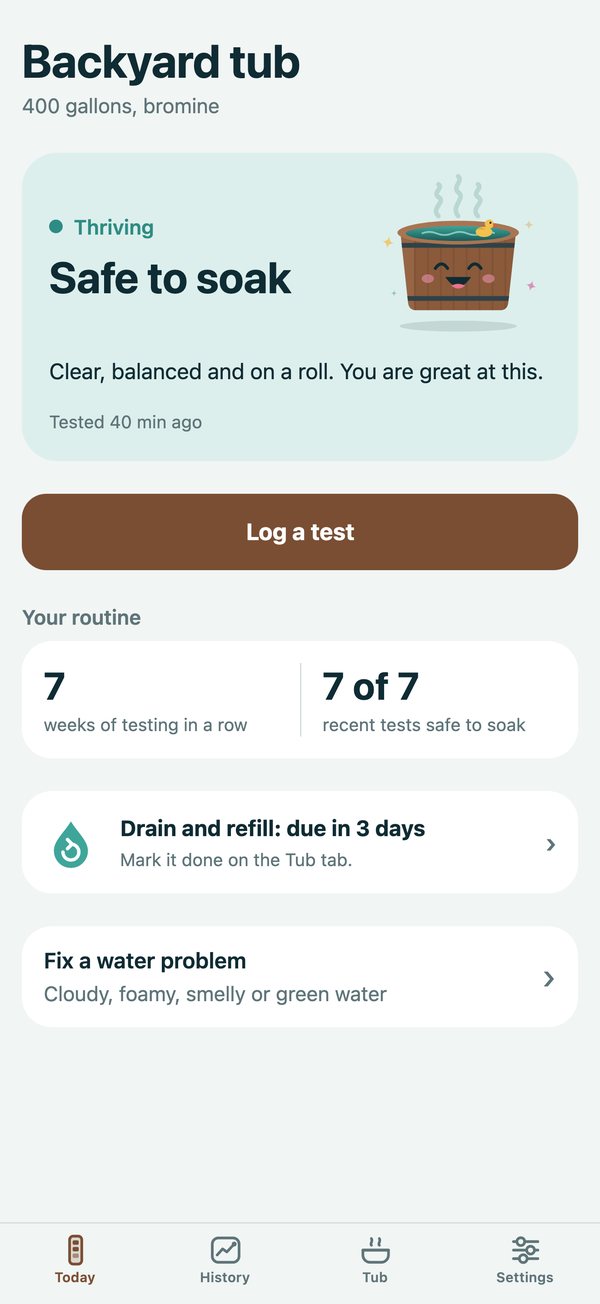 Backyard tub
400 gallons, bromine
Thriving
Safe to soak
Clear, balanced and on a roll. You are great at this.
Tested 40 min ago
Log a test
Your routine
7
weeks of testing in a row
7 of 7
recent tests safe to soak
Drain and refill: due in 3 days
Mark it done on the Tub tab.
Fix a water problem
Cloudy, foamy, smelly or green water
Today
History
Tub
Settings